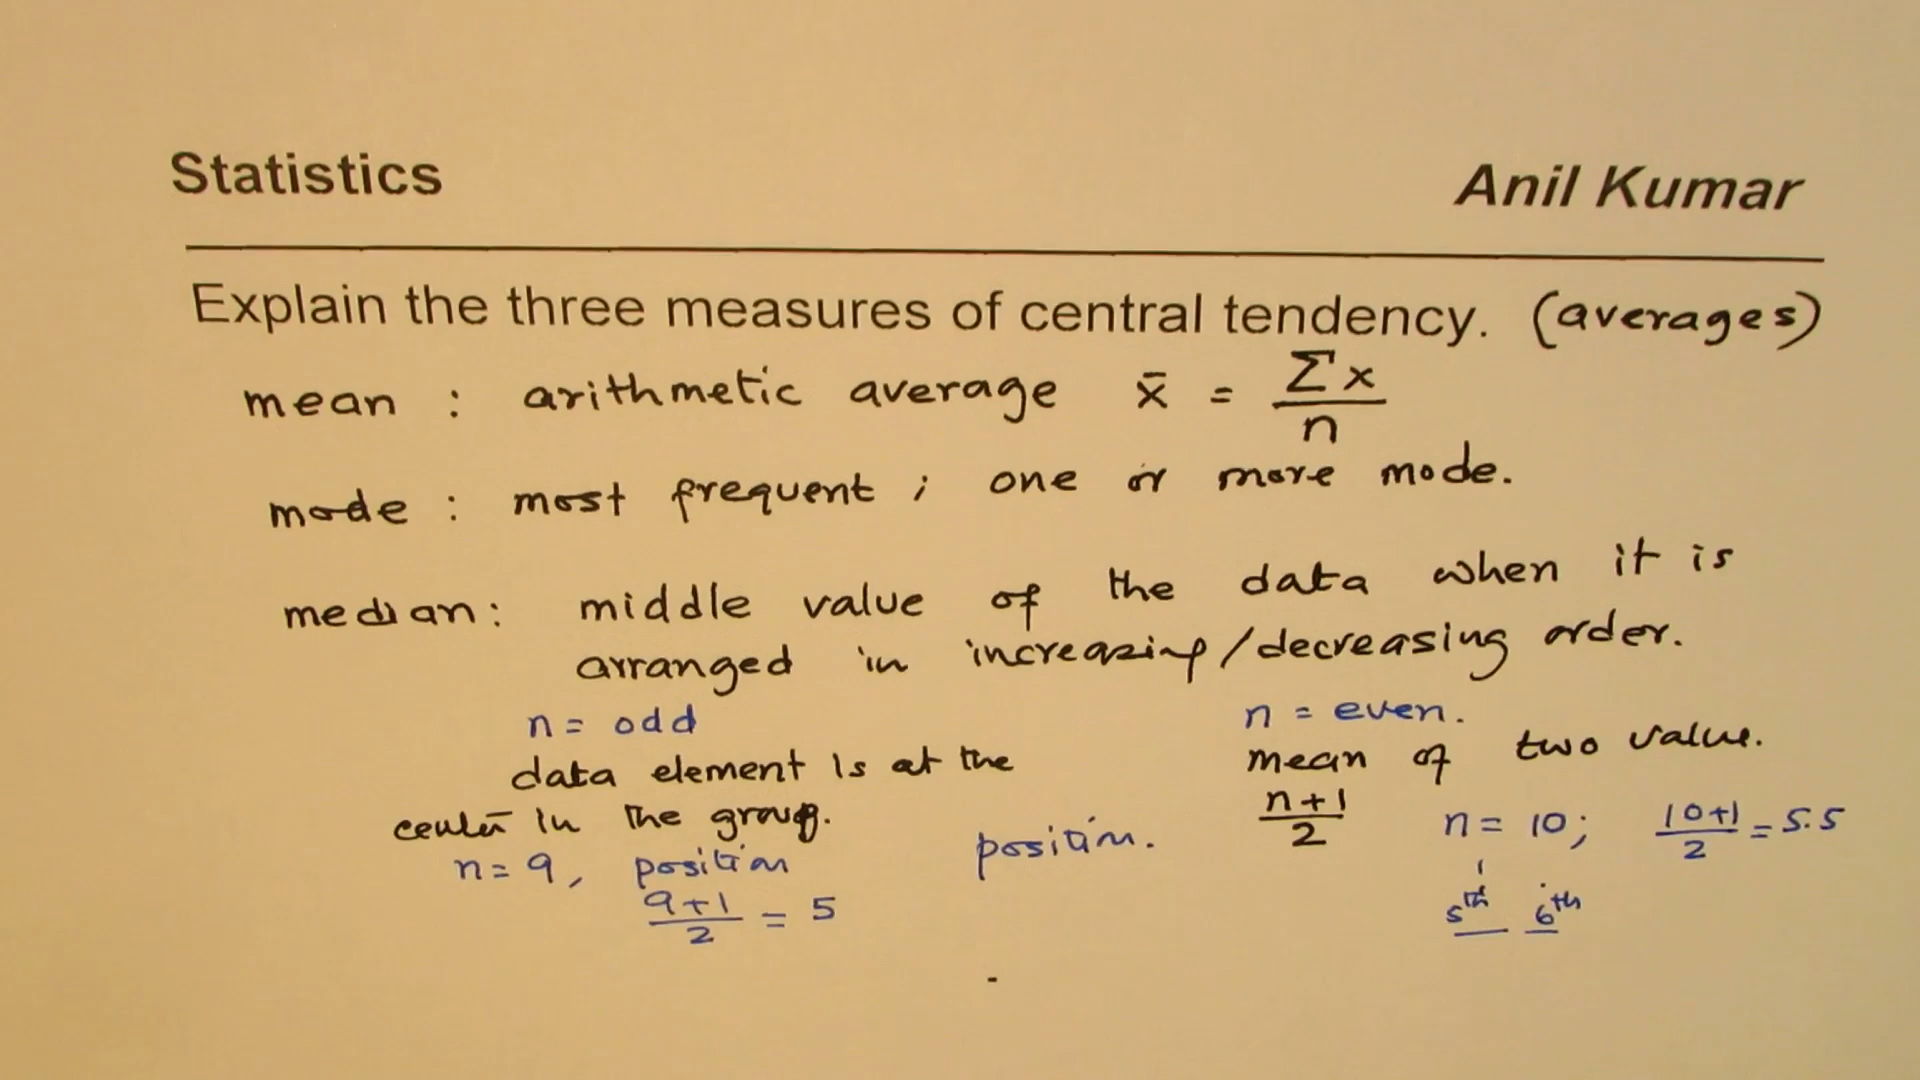 Statistics Anil Kumar
Explain the three measures of central tendency. (averages)
mean : arithmetic average x̄ = Σx / n
mode : most frequent ; one or more mode.
median : middle value of the data when it is
arranged in increasing/decreasing order.
n = odd n = even.
data element is at the mean of two value.
center in the group. position. n+1 / 2 n = 10; 10+1 / 2 = 5.5
n = 9, position
9+1 / 2 = 5 5th 6th